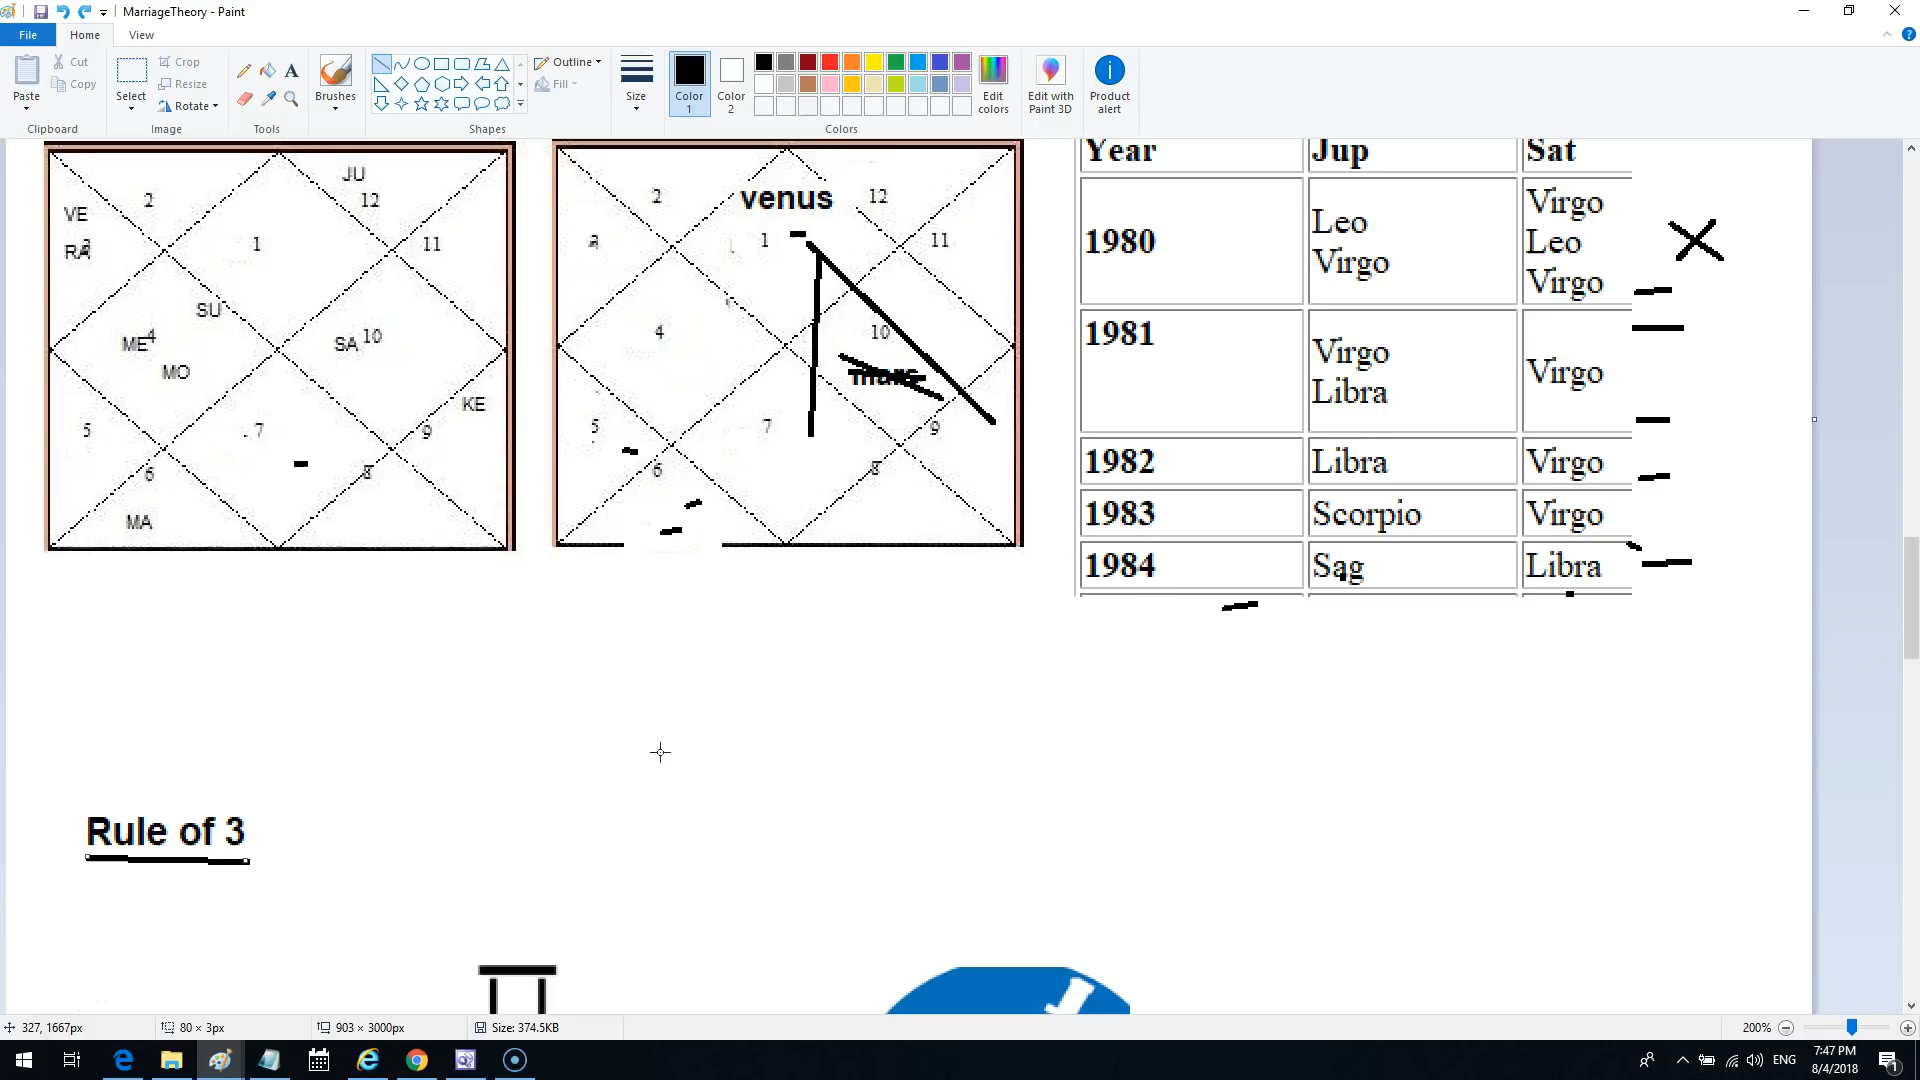 MarriageTheory - Paint
File
Home
View
Paste
Cut
Copy
Clipboard
Select
Crop
Resize
Rotate
Image
Tools
Brushes
Shapes
Outline
Fill
Size
Color
1
Color
2
Colors
Edit
colors
Edit with
Paint 3D
Product
alert
JU
2
12
VE
RA
1
11
SU
ME
4
SA
10
MO
KE
5
7
9
6
8
MA
venus
2
12
3
1
11
4
10
5
7
9
6
8
Year Jup Sat
1980
Leo
Virgo
Virgo
Leo
Virgo
1981
Virgo
Libra
Virgo
1982 Libra Virgo
1983 Scorpio Virgo
1984 Sag Libra
Rule of 3
327, 1667px
80 × 3px
903 × 3000px
Size: 374.5KB
200%
ENG
7:47 PM
8/4/2018
1